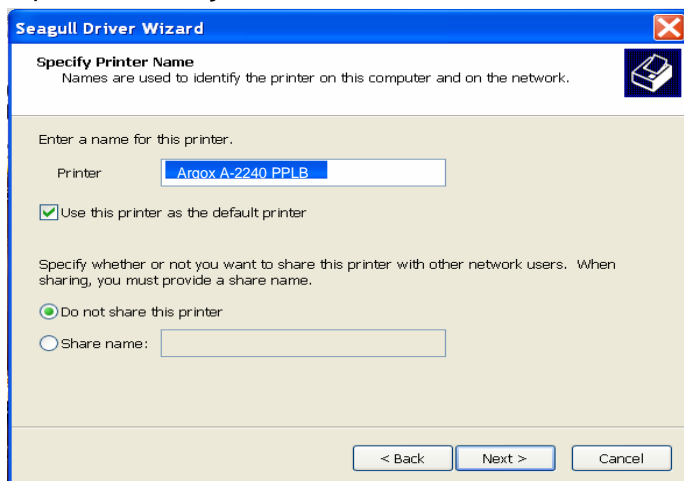 Seagull Driver Wizard
Specify Printer Name
Names are used to identify the printer on this computer and on the network.
Enter a name for this printer.
Printer Argox A-2240 PPLB
Use this printer as the default printer
Specify whether or not you want to share this printer with other network users. When
sharing, you must provide a share name.
Do not share this printer
Share name:
< Back Next > Cancel